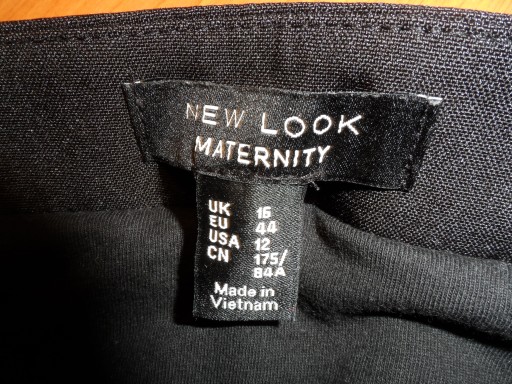 NEW LOOK
MATERNITY
UK 16
EU 44
USA 12
CN 175/
84A
Made in
Vietnam